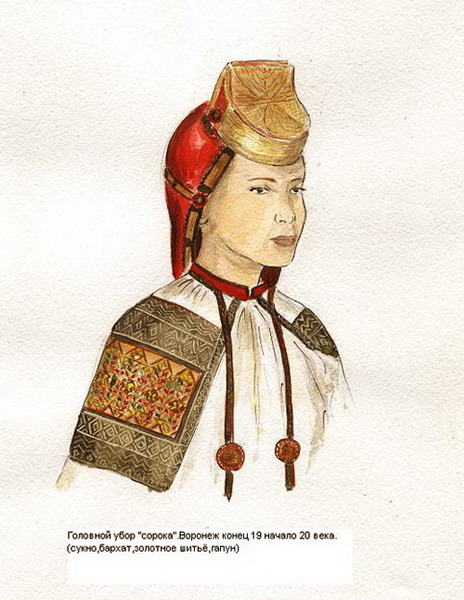 Головной убор "сорока".Воронеж конец 19 начало 20 века.
(сукно,бархат,золотное шитьё,гапун)